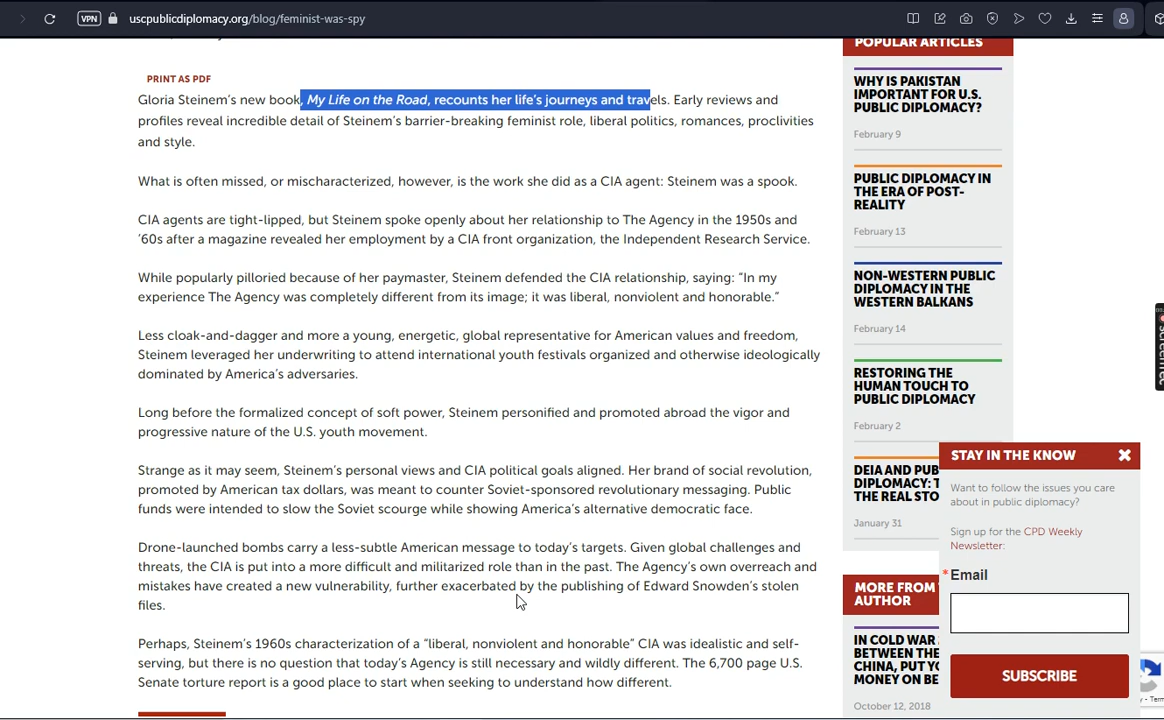 VPN uscpublicdiplomacy.org/blog/feminist-was-spy
PRINT AS PDF
Gloria Steinem's new book, My Life on the Road, recounts her life's journeys and travels. Early reviews and
profiles reveal incredible detail of Steinem's barrier-breaking feminist role, liberal politics, romances, proclivities
and style.
What is often missed, or mischaracterized, however, is the work she did as a CIA agent: Steinem was a spook.
CIA agents are tight-lipped, but Steinem spoke openly about her relationship to The Agency in the 1950s and
'60s after a magazine revealed her employment by a CIA front organization, the Independent Research Service.
While popularly pilloried because of her paymaster, Steinem defended the CIA relationship, saying: "In my
experience The Agency was completely different from its image; it was liberal, nonviolent and honorable."
Less cloak-and-dagger and more a young, energetic, global representative for American values and freedom,
Steinem leveraged her underwriting to attend international youth festivals organized and otherwise ideologically
dominated by America's adversaries.
Long before the formalized concept of soft power, Steinem personified and promoted abroad the vigor and
progressive nature of the U.S. youth movement.
Strange as it may seem, Steinem's personal views and CIA political goals aligned. Her brand of social revolution,
promoted by American tax dollars, was meant to counter Soviet-sponsored revolutionary messaging. Public
funds were intended to slow the Soviet scourge while showing America's alternative democratic face.
Drone-launched bombs carry a less-subtle American message to today's targets. Given global challenges and
threats, the CIA is put into a more difficult and militarized role than in the past. The Agency's own overreach and
mistakes have created a new vulnerability, further exacerbated by the publishing of Edward Snowden's stolen
files.
Perhaps, Steinem's 1960s characterization of a "liberal, nonviolent and honorable" CIA was idealistic and self-
serving, but there is no question that today's Agency is still necessary and wildly different. The 6,700 page U.S.
Senate torture report is a good place to start when seeking to understand how different.
POPULAR ARTICLES
WHY IS PAKISTAN
IMPORTANT FOR U.S.
PUBLIC DIPLOMACY?
February 9
PUBLIC DIPLOMACY IN
THE ERA OF POST-
REALITY
February 13
NON-WESTERN PUBLIC
DIPLOMACY IN THE
WESTERN BALKANS
February 14
RESTORING THE
HUMAN TOUCH TO
PUBLIC DIPLOMACY
February 2
DEIA AND PUB
DIPLOMACY: T
THE REAL STO
January 31
MORE FROM
AUTHOR
IN COLD WAR
BETWEEN THE
CHINA, PUT YO
MONEY ON BE
October 12, 2018
STAY IN THE KNOW
Want to follow the issues you care
about in public diplomacy?
Sign up for the CPD Weekly
Newsletter:
* Email
SUBSCRIBE